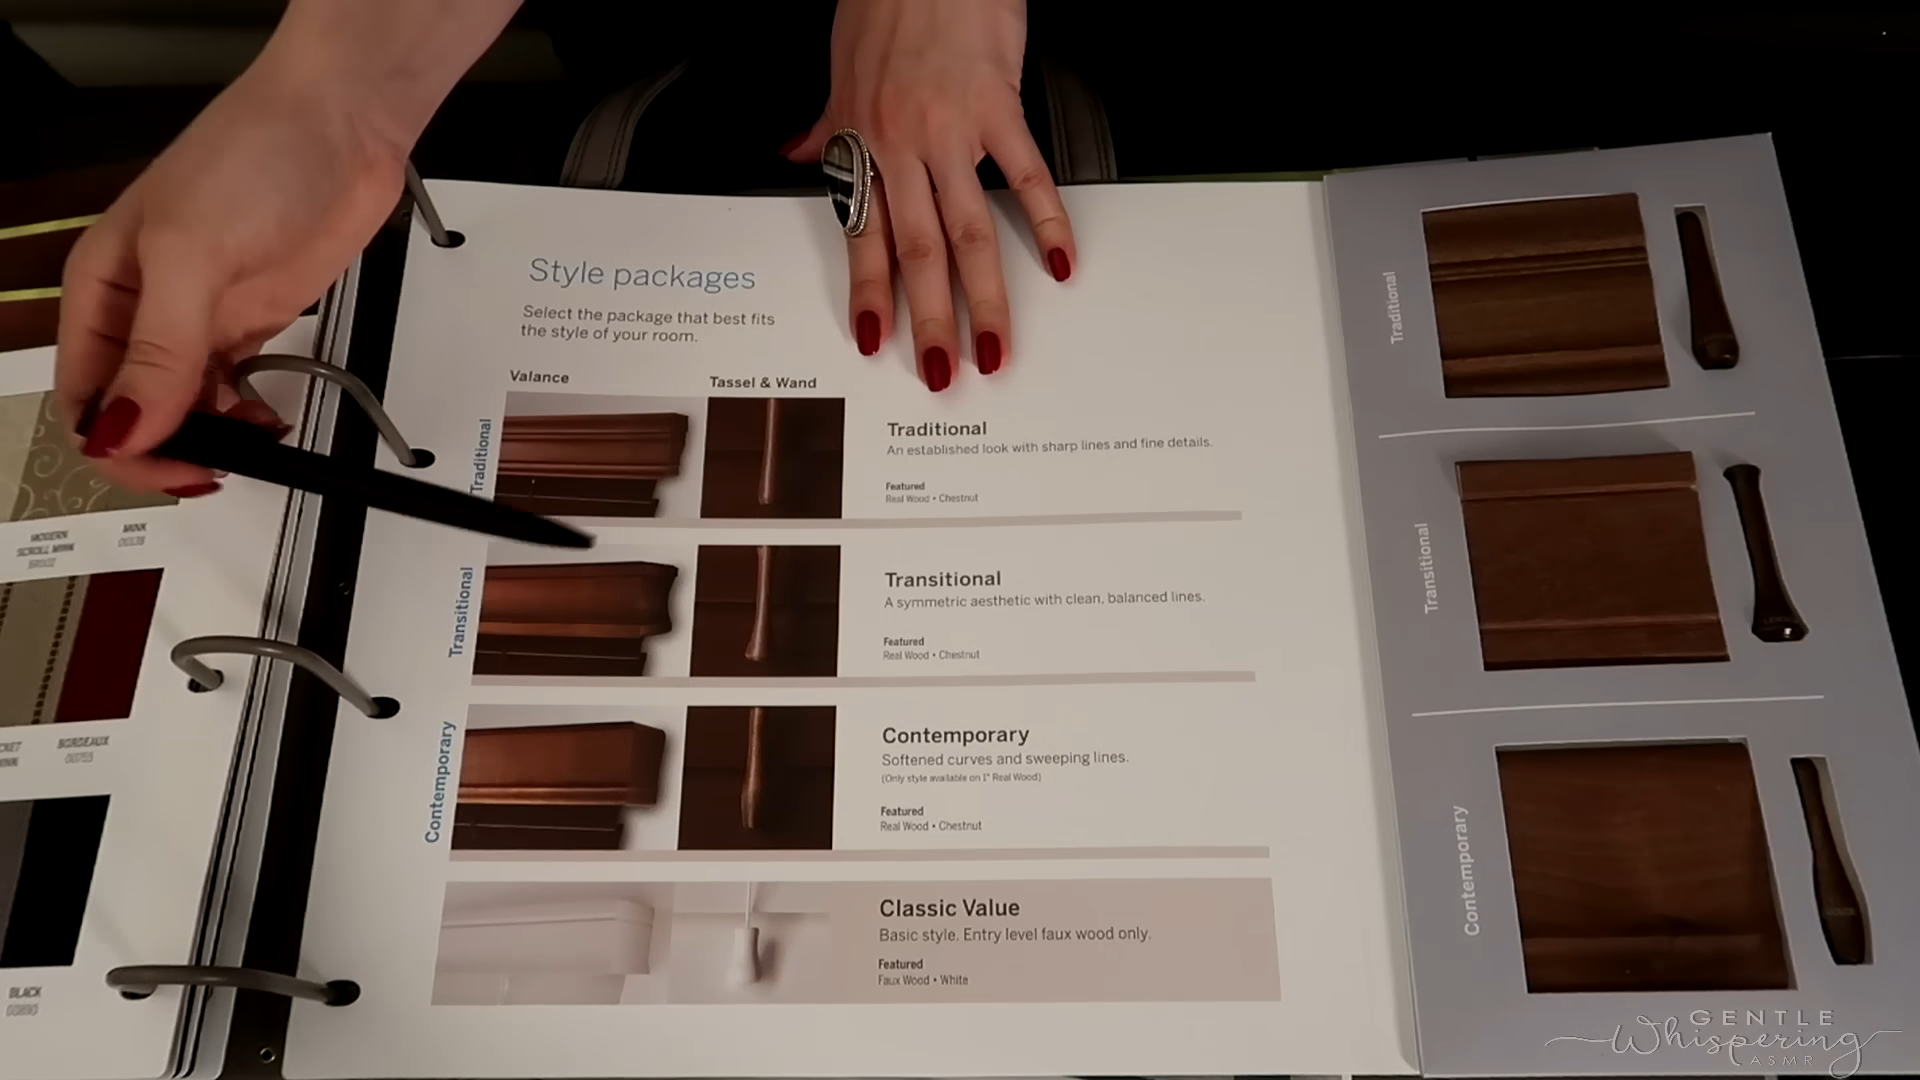 Style packages
Select the package that best fits
the style of your room.
Valance
Tassel & Wand
Traditional
Traditional
An established look with sharp lines and fine details.
Featured
Real Wood • Chestnut
Transitional
Transitional
A symmetric aesthetic with clean, balanced lines.
Featured
Real Wood • Chestnut
Contemporary
Contemporary
Softened curves and sweeping lines.
(Only style available on 1" Real Wood)
Featured
Real Wood • Chestnut
Classic Value
Basic style. Entry level faux wood only.
Featured
Faux Wood • White
Traditional
Transitional
Contemporary
MODERN
SCROLL MINK
MINK
BORDEAUX
BLACK
GENTLE
Whispering
ASMR